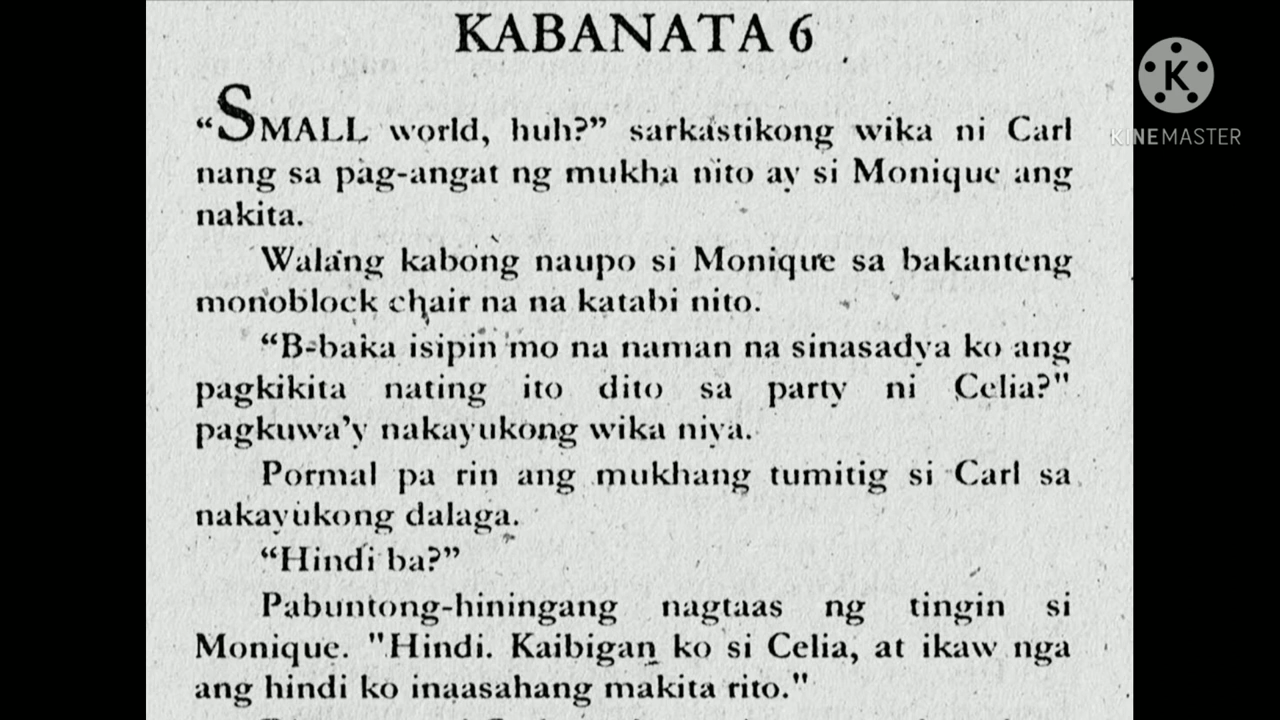 KABANATA 6
“SMALL world, huh?” sarkastikong wika ni Carl
nang sa pag-angat ng mukha nito ay si Monique ang
nakita.
Walang kabong naupo si Monique sa bakanteng
monoblock chair na na katabi nito.
“B-baka isipin mo na naman na sinasadya ko ang
pagkikita nating ito dito sa party ni Celia?"
pagkuwa’y nakayukong wika niya.
Pormal pa rin ang mukhang tumitig si Carl sa
nakayukong dalaga.
“Hindi ba?”
Pabuntong-hiningang nagtaas ng tingin si
Monique. "Hindi. Kaibigan ko si Celia, at ikaw nga
ang hindi ko inaasahang makita rito."
K
KINEMASTER